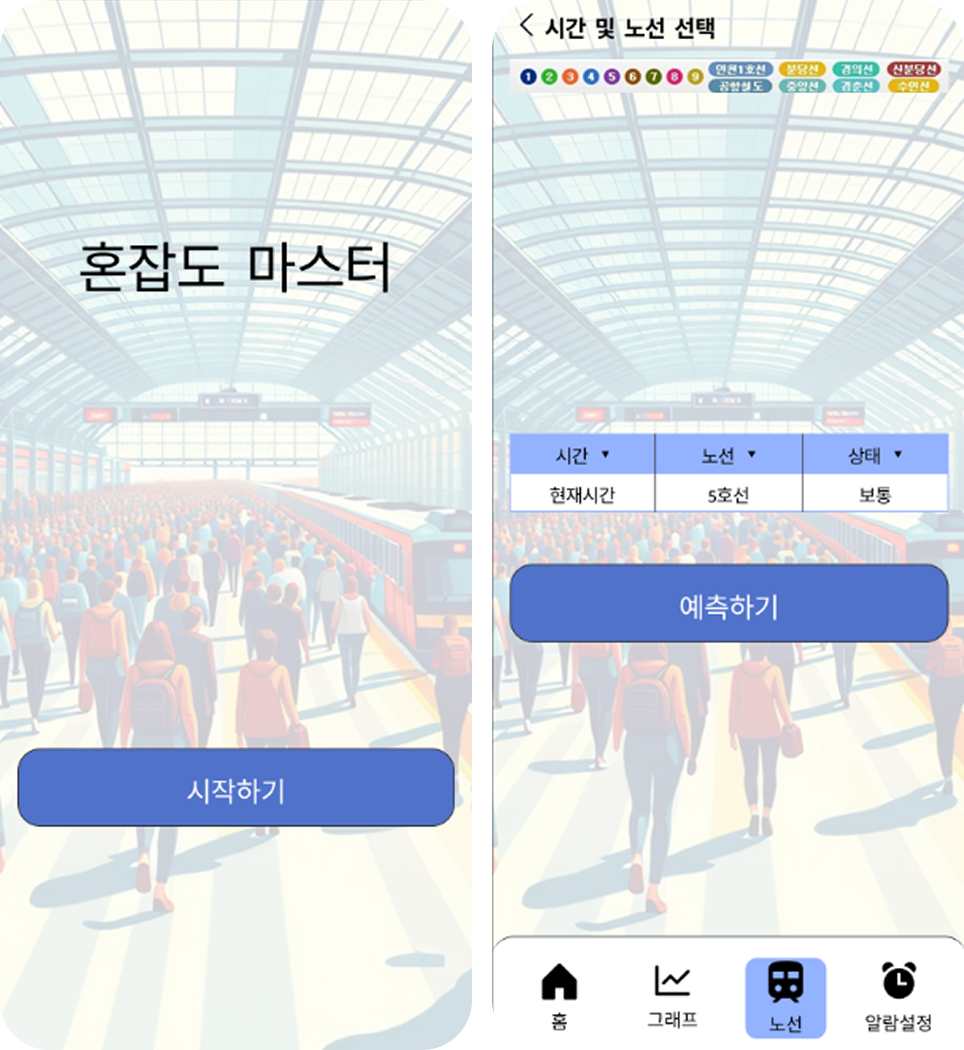 혼잡도 마스터
시작하기
시간 및 노선 선택
1 2 3 4 5 6 7 8 9 인천1호선 분당선 경의선 신분당선
공항철도 중앙선 경춘선 수인선
시간 ▼ 노선 ▼ 상태 ▼
현재시간 5호선 보통
예측하기
홈 그래프 노선 알람설정